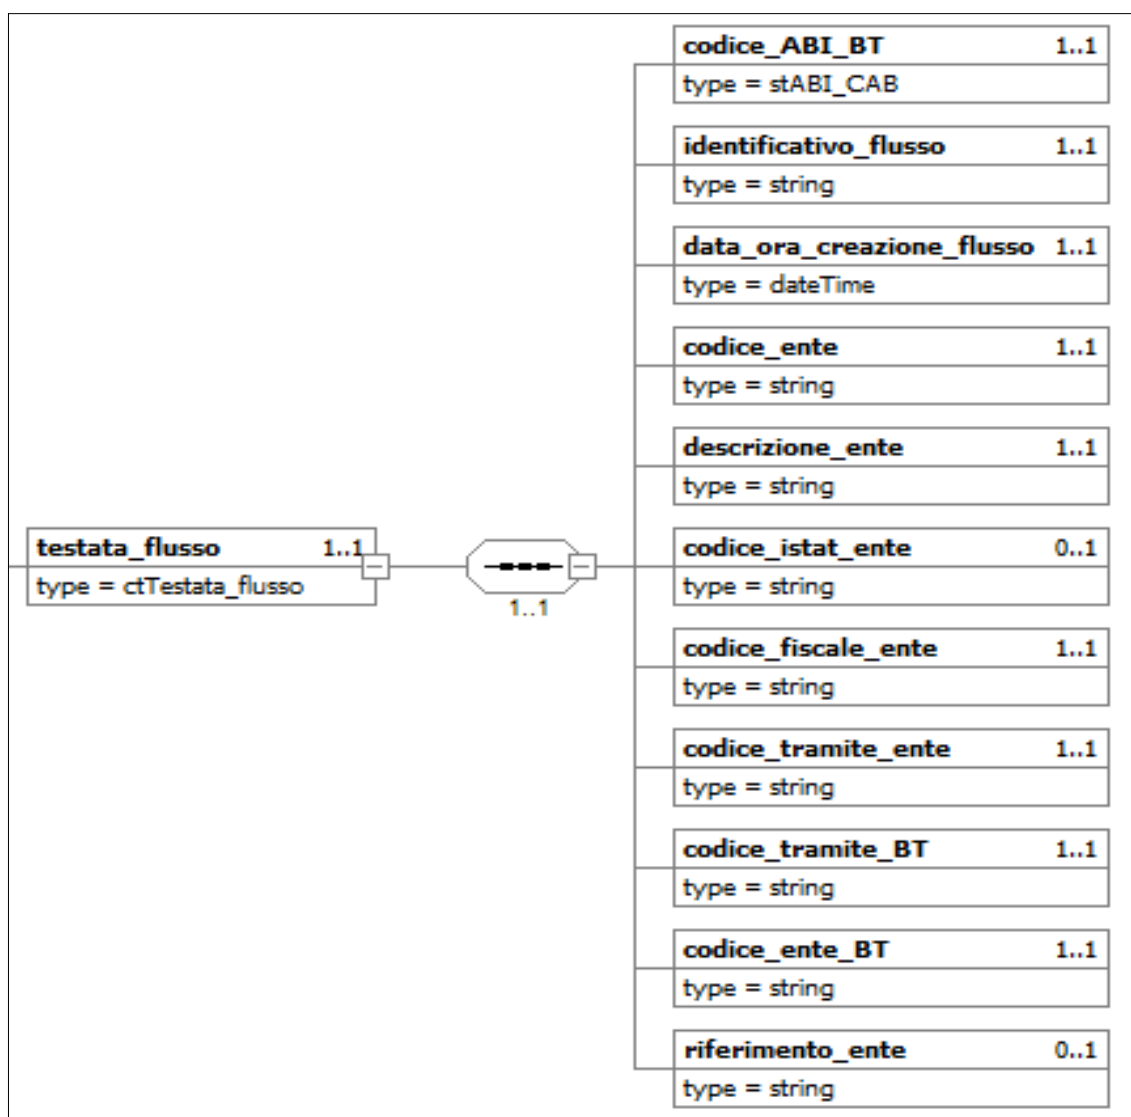 codice_ABI_BT 1..1
type = stABI_CAB
identificativo_flusso 1..1
type = string
data_ora_creazione_flusso 1..1
type = dateTime
codice_ente 1..1
type = string
descrizione_ente 1..1
type = string
testata_flusso 1..1
type = ctTestata_flusso
1..1
codice_istat_ente 0..1
type = string
codice_fiscale_ente 1..1
type = string
codice_tramite_ente 1..1
type = string
codice_tramite_BT 1..1
type = string
codice_ente_BT 1..1
type = string
riferimento_ente 0..1
type = string